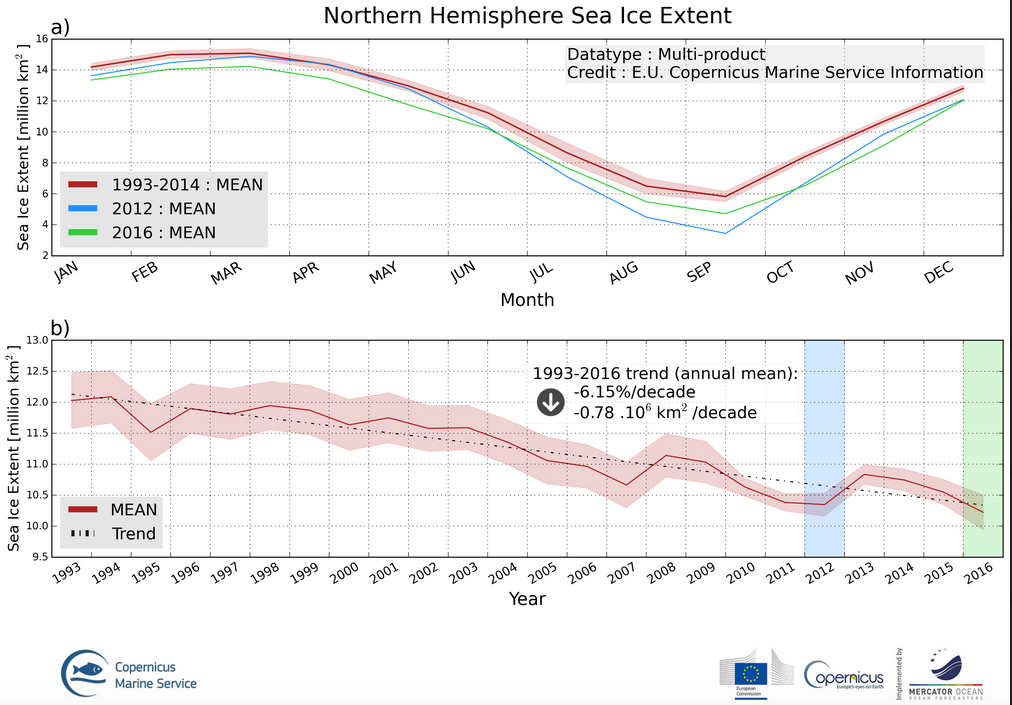 Northern Hemisphere Sea Ice Extent
a)
Sea Ice Extent [million km² ]
16
14
12
10
8
6
4
2
Datatype : Multi-product
Credit : E.U. Copernicus Marine Service Information
1993-2014 : MEAN
2012 : MEAN
2016 : MEAN
JAN FEB MAR APR MAY JUN JUL AUG SEP OCT NOV DEC
Month
b)
Sea Ice Extent [million km² ]
13.0
12.5
12.0
11.5
11.0
10.5
10.0
9.5
1993-2016 trend (annual mean):
-6.15%/decade
-0.78 .10⁶ km² /decade
MEAN
Trend
1993 1994 1995 1996 1997 1998 1999 2000 2001 2002 2003 2004 2005 2006 2007 2008 2009 2010 2011 2012 2013 2014 2015 2016
Year
Copernicus
Marine Service
European
Commission
Copernicus
Europe's eyes on Earth
Implemented by
MERCATOR OCEAN
OCEAN FORECASTERS